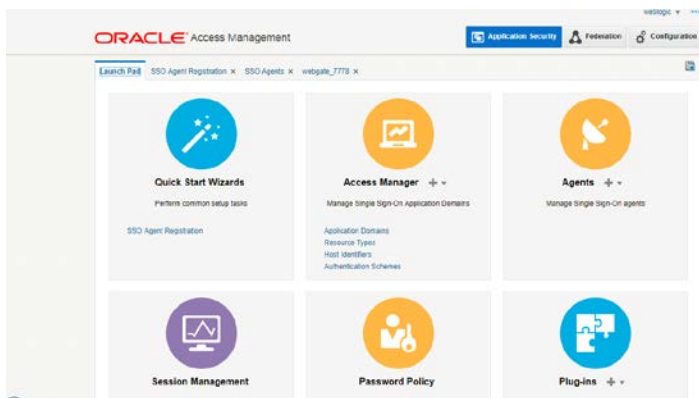 weblogic
ORACLE Access Management
Application Security Federation Configuration
Launch Pad SSO Agent Registration × SSO Agents × webgate_7778 ×
Quick Start Wizards
Access Manager
Agents
Perform common setup tasks
Manage Single Sign-On Application Domains
Manage Single Sign-On agents
SSO Agent Registration
Application Domains
Resource Types
Host Identifiers
Authentication Schemes
Session Management
Password Policy
Plug-ins